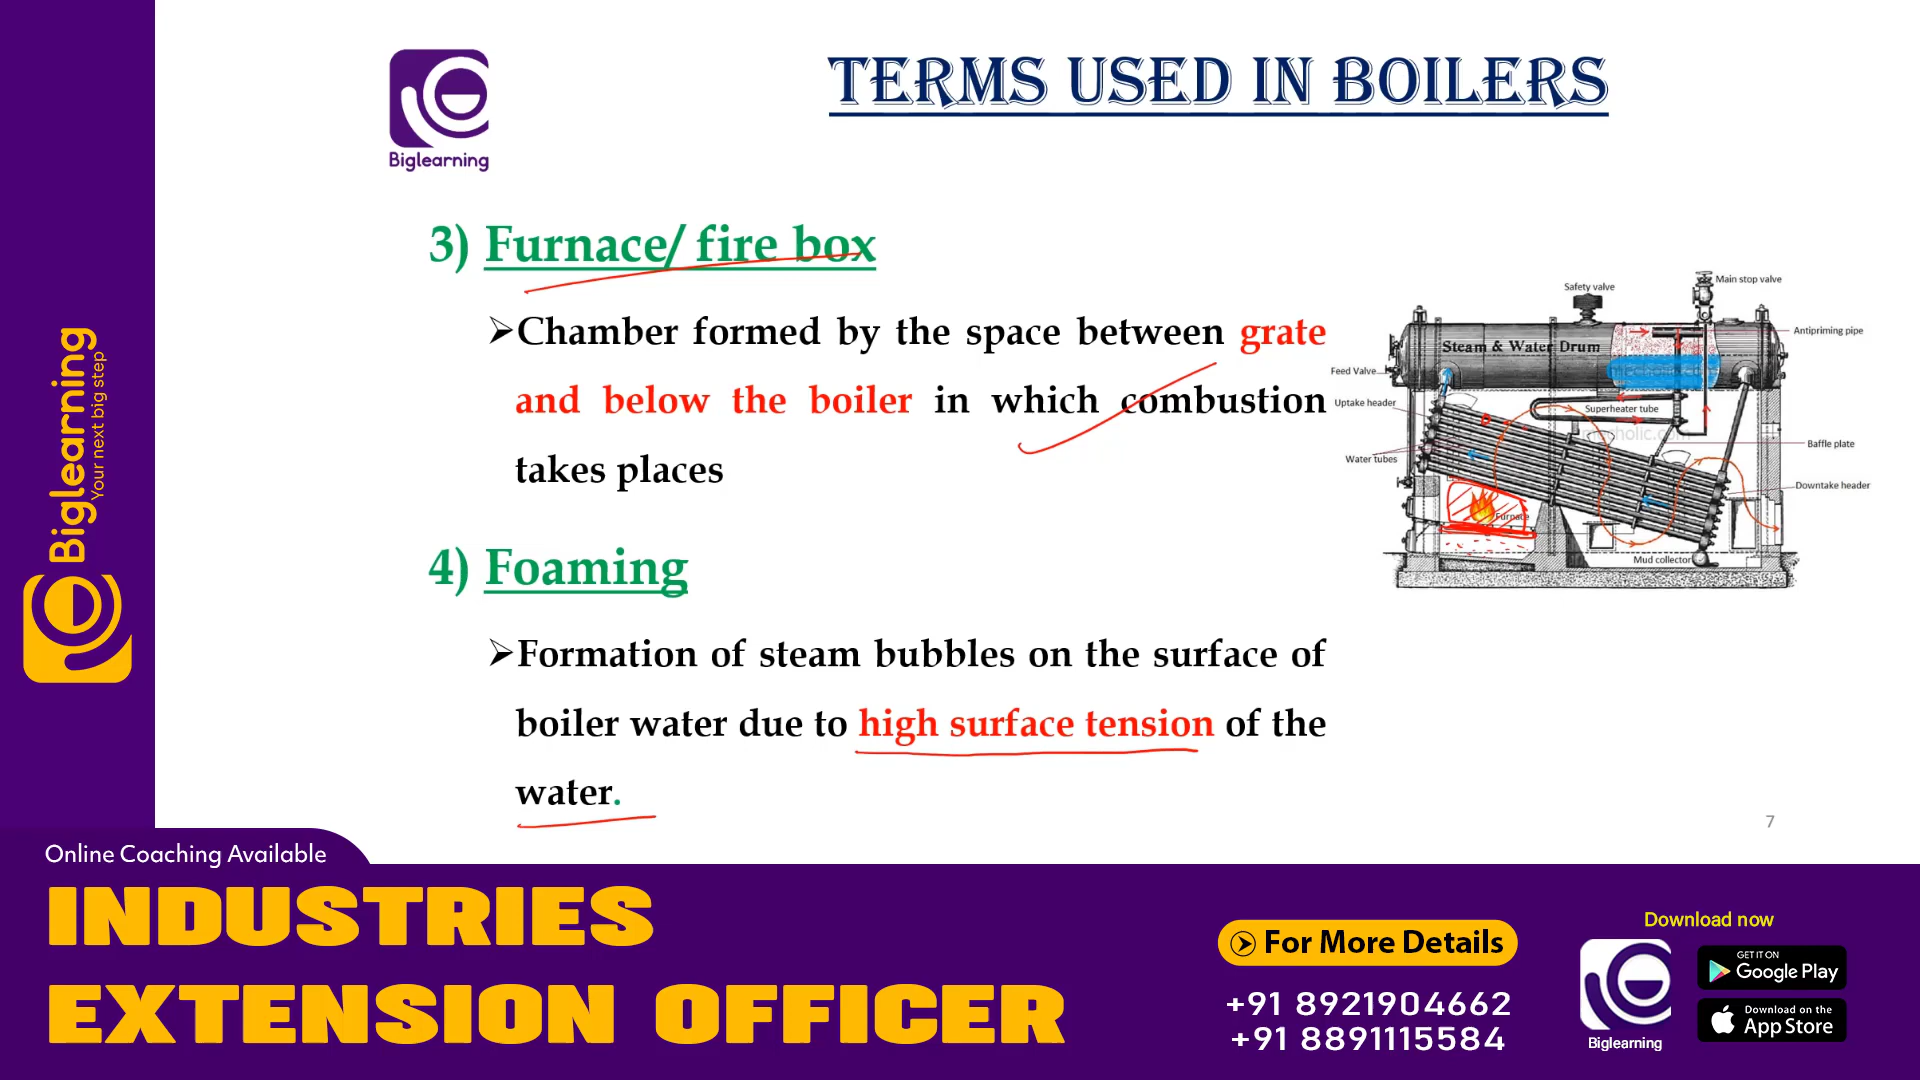 Biglearning
TERMS USED IN BOILERS
3) Furnace/ fire box
➢Chamber formed by the space between grate
and below the boiler in which combustion
takes places
4) Foaming
➢Formation of steam bubbles on the surface of
boiler water due to high surface tension of the
water.
Main stop valve
Safety valve
Antipriming pipe
Steam & Water Drum
Feed Valve
Uptake header
Superheater tube
Baffle plate
Water tubes
Downtake header
Furnace
Mud collector
7
Biglearning
Your next big step
Online Coaching Available
INDUSTRIES
EXTENSION OFFICER
For More Details
+91 8921904662
+91 8891115584
Download now
Biglearning
GET IT ON
Google Play
Download on the
App Store